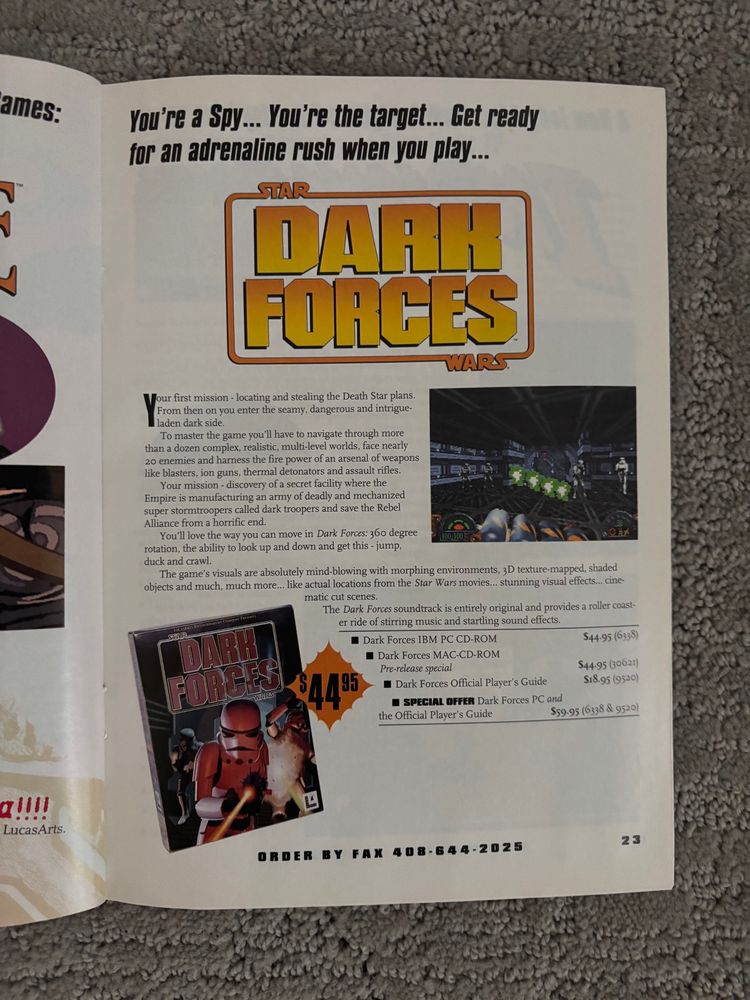 ames:
™
a!!!!
LucasArts.
You're a Spy... You're the target... Get ready
for an adrenaline rush when you play...
STAR
DARK
FORCES
WARS
Your first mission - locating and stealing the Death Star plans.
From then on you enter the seamy, dangerous and intrigue-
laden dark side.
To master the game you'll have to navigate through more
than a dozen complex, realistic, multi-level worlds, face nearly
20 enemies and harness the fire power of an arsenal of weapons
like blasters, ion guns, thermal detonators and assault rifles.
Your mission - discovery of a secret facility where the
Empire is manufacturing an army of deadly and mechanized
super stormtroopers called dark troopers and save the Rebel
Alliance from a horrific end.
You'll love the way you can move in Dark Forces: 360 degree
rotation, the ability to look up and down and get this - jump,
duck and crawl.
The game's visuals are absolutely mind-blowing with morphing environments, 3D texture-mapped, shaded
objects and much, much more... like actual locations from the Star Wars movies... stunning visual effects... cine-
matic cut scenes.
The Dark Forces soundtrack is entirely original and provides a roller coast-
er ride of stirring music and startling sound effects.
■ Dark Forces IBM PC CD-ROM $44.95 (6338)
■ Dark Forces MAC-CD-ROM
Pre-release special $44.95 (30621)
■ Dark Forces Official Player's Guide $18.95 (9520)
■ SPECIAL OFFER Dark Forces PC and
the Official Player's Guide $59.95 (6338 & 9520)
STAR
DARK
FORCES
WARS
$44.95
ORDER BY FAX 408-644-2025
23